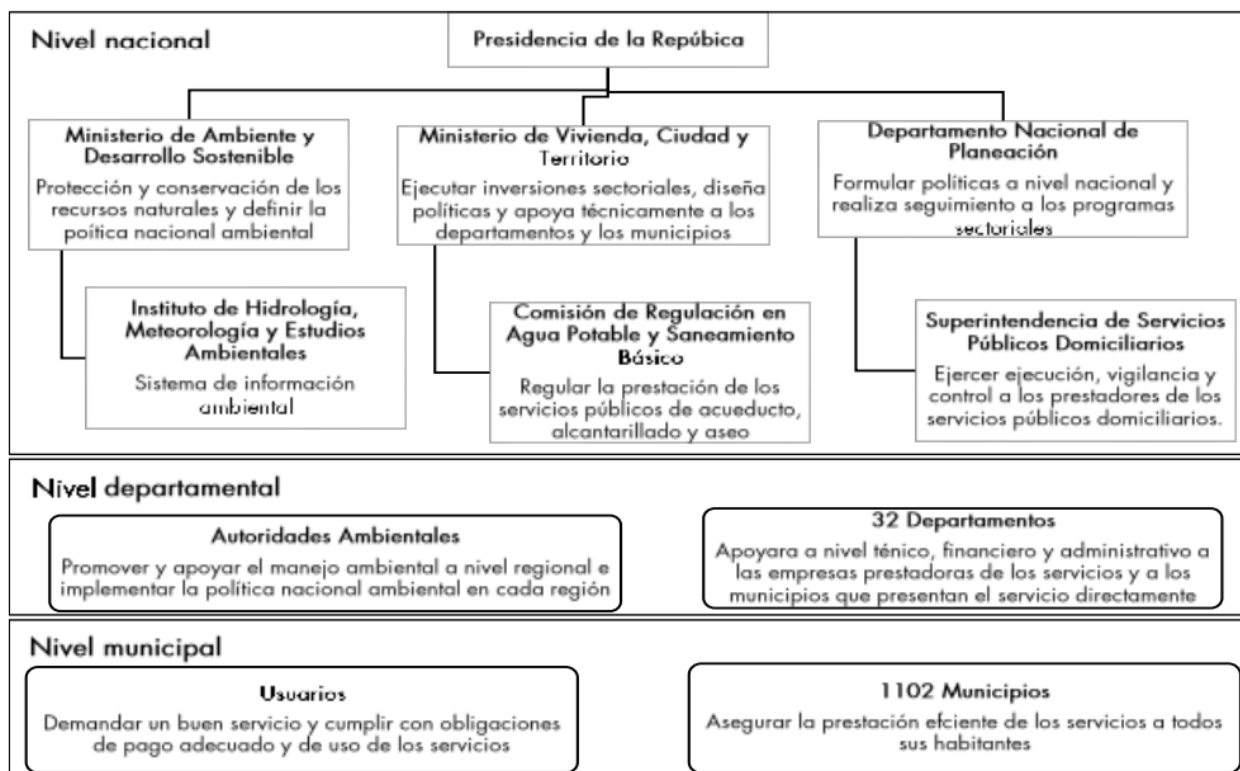 Nivel nacional
Presidencia de la Repúbica
Ministerio de Ambiente y
Desarrollo Sostenible
Protección y conservación de los
recursos naturales y definir la
poítica nacional ambiental
Ministerio de Vivienda, Ciudad y
Territorio
Ejecutar inversiones sectoriales, diseña
políticas y apoya técnicamente a los
departamentos y los municipios
Departamento Nacional de
Planeación
Formular políticas a nivel nacional y
realiza seguimiento a los programas
sectoriales
Instituto de Hidrología,
Meteorología y Estudios
Ambientales
Sistema de información
ambiental
Comisión de Regulación en
Agua Potable y Saneamiento
Básico
Regular la prestación de los
servicios públicos de acueducto,
alcantarillado y aseo
Superintendencia de Servicios
Públicos Domiciliarios
Ejercer ejecución, vigilancia y
control a los prestadores de los
servicios públicos domiciliarios.
Nivel departamental
Autoridades Ambientales
Promover y apoyar el manejo ambiental a nivel regional e
implementar la política nacional ambiental en cada región
32 Departamentos
Apoyara a nivel ténico, financiero y administrativo a
las empresas prestadoras de los servicios y a los
municipios que presentan el servicio directamente
Nivel municipal
Usuarios
Demandar un buen servicio y cumplir con obligaciones
de pago adecuado y de uso de los servicios
1102 Municipios
Asegurar la prestación efciente de los servicios a todos
sus habitantes